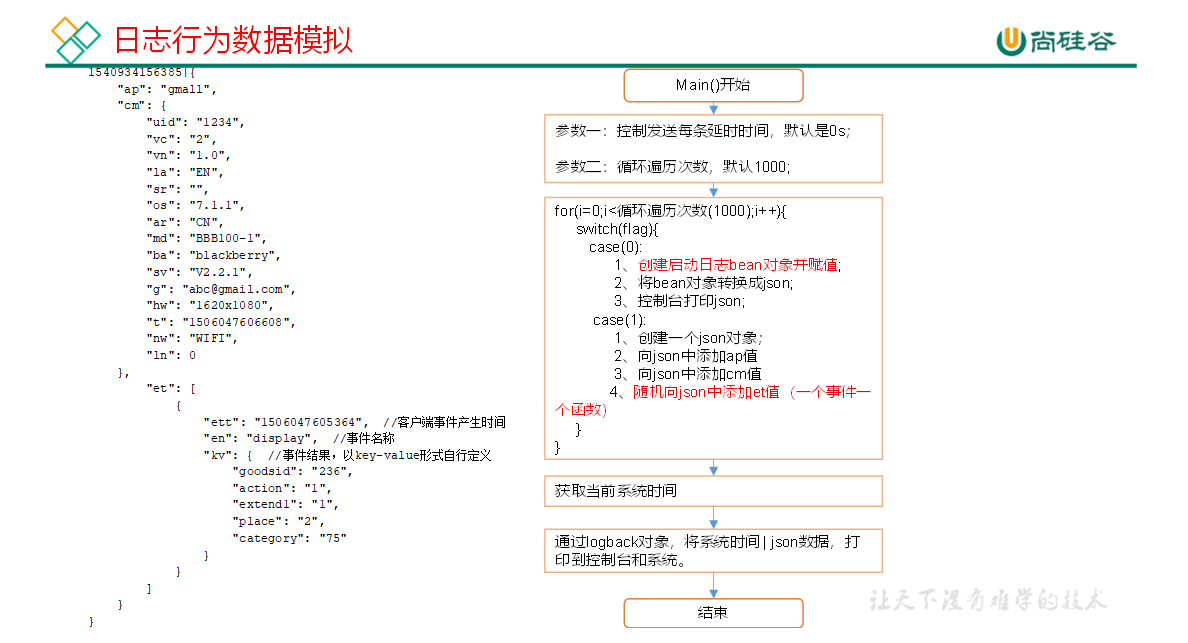 日志行为数据模拟
尚硅谷
1540934156385|{
"ap": "gmall",
"cm": {
"uid": "1234",
"vc": "2",
"vn": "1.0",
"la": "EN",
"sr": "",
"os": "7.1.1",
"ar": "CN",
"md": "BBB100-1",
"ba": "blackberry",
"sv": "V2.2.1",
"g": "abc@gmail.com",
"hw": "1620x1080",
"t": "1506047606608",
"nw": "WIFI",
"ln": 0
},
"et": [
{
"ett": "1506047605364", //客户端事件产生时间
"en": "display", //事件名称
"kv": { //事件结果，以key-value形式自行定义
"goodsid": "236",
"action": "1",
"extend1": "1",
"place": "2",
"category": "75"
}
}
]
}
}
Main()开始
参数一：控制发送每条延时时间，默认是0s；
参数二：循环遍历次数，默认1000;
for(i=0;i<循环遍历次数(1000);i++){
switch(flag){
case(0):
1、创建启动日志bean对象并赋值;
2、将bean对象转换成json;
3、控制台打印json;
case(1):
1、创建一个json对象；
2、向json中添加ap值
3、向json中添加cm值
4、随机向json中添加et值（一个事件一
个函数）
}
}
获取当前系统时间
通过logback对象，将系统时间|json数据，打
印到控制台和系统。
结束
让天下没有难学的技术